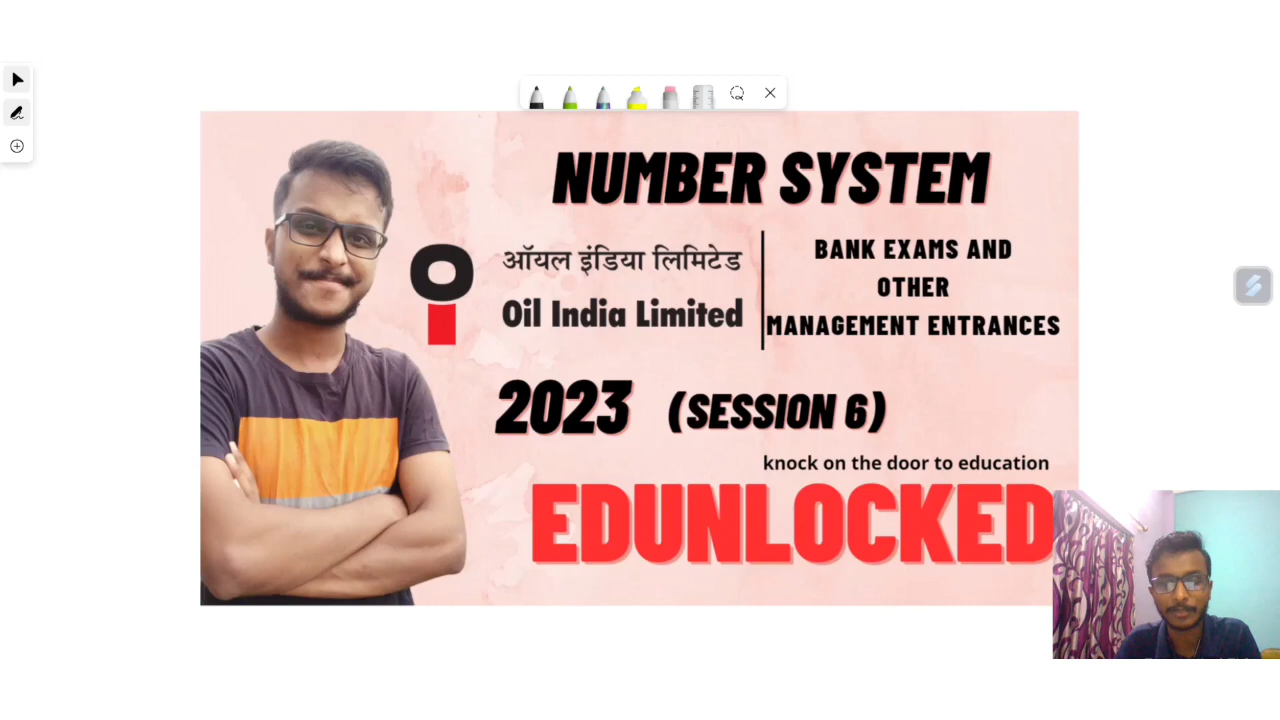 NUMBER SYSTEM
ऑयल इंडिया लिमिटेड
Oil India Limited
BANK EXAMS AND
OTHER
MANAGEMENT ENTRANCES
2023 (SESSION 6)
knock on the door to education
EDUNLOCKED